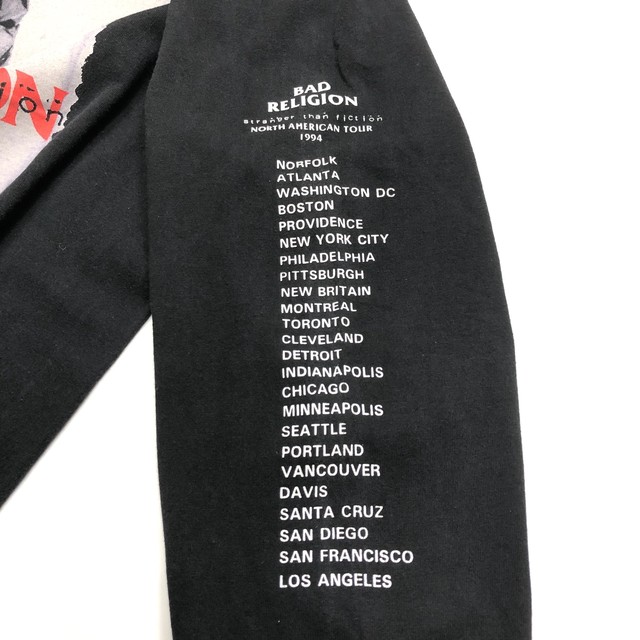 ON
ion
BAD
RELIGION
stranger than fiction
NORTH AMERICAN TOUR
1994
NORFOLK
ATLANTA
WASHINGTON DC
BOSTON
PROVIDENCE
NEW YORK CITY
PHILADELPHIA
PITTSBURGH
NEW BRITAIN
MONTREAL
TORONTO
CLEVELAND
DETROIT
INDIANAPOLIS
CHICAGO
MINNEAPOLIS
SEATTLE
PORTLAND
VANCOUVER
DAVIS
SANTA CRUZ
SAN DIEGO
SAN FRANCISCO
LOS ANGELES